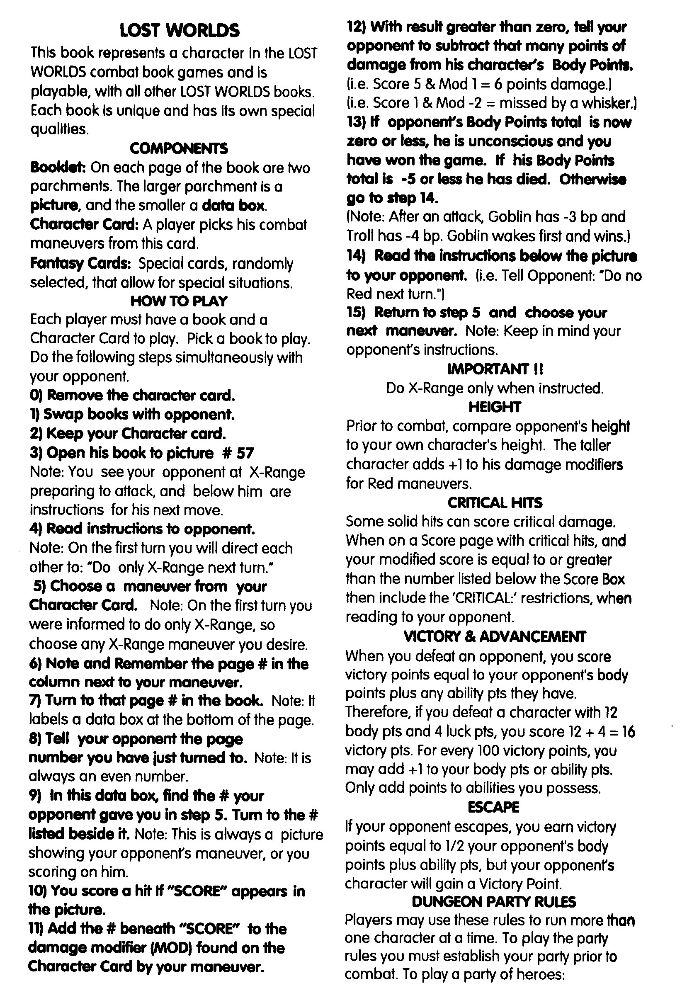 LOST WORLDS
This book represents a character in the LOST
WORLDS combat book games and is
playable, with all other LOST WORLDS books.
Each book is unique and has its own special
qualities.
COMPONENTS
Booklet: On each page of the book are two
parchments. The larger parchment is a
picture, and the smaller a data box.
Character Card: A player picks his combat
maneuvers from this card.
Fantasy Cards: Special cards, randomly
selected, that allow for special situations.
HOW TO PLAY
Each player must have a book and a
Character Card to play. Pick a book to play.
Do the following steps simultaneously with
your opponent.
0) Remove the character card.
1) Swap books with opponent.
2) Keep your Character card.
3) Open his book to picture # 57
Note: You see your opponent at X-Range
preparing to attack, and below him are
instructions for his next move.
4) Read instructions to opponent.
Note: On the first turn you will direct each
other to: "Do only X-Range next turn."
5) Choose a maneuver from your
Character Card. Note: On the first turn you
were informed to do only X-Range, so
choose any X-Range maneuver you desire.
6) Note and Remember the page # in the
column next to your maneuver.
7) Turn to that page # in the book. Note: It
labels a data box at the bottom of the page.
8) Tell your opponent the page
number you have just turned to. Note: It is
always an even number.
9) In this data box, find the # your
opponent gave you in step 5. Turn to the #
listed beside it. Note: This is always a picture
showing your opponent's maneuver, or you
scoring on him.
10) You score a hit if "SCORE" appears in
the picture.
11) Add the # beneath "SCORE" to the
damage modifier (MOD) found on the
Character Card by your maneuver.
12) With result greater than zero, tell your
opponent to subtract that many points of
damage from his character's Body Points.
(i.e. Score 5 & Mod 1 = 6 points damage.)
(i.e. Score 1 & Mod -2 = missed by a whisker.)
13) If opponent's Body Points total is now
zero or less, he is unconscious and you
have won the game. If his Body Points
total is -5 or less he has died. Otherwise
go to step 14.
(Note: After an attack, Goblin has -3 bp and
Troll has -4 bp. Goblin wakes first and wins.)
14) Read the instructions below the picture
to your opponent. (i.e. Tell Opponent: "Do no
Red next turn.")
15) Return to step 5 and choose your
next maneuver. Note: Keep in mind your
opponent's instructions.
IMPORTANT !!
Do X-Range only when instructed.
HEIGHT
Prior to combat, compare opponent's height
to your own character's height. The taller
character adds +1 to his damage modifiers
for Red maneuvers.
CRITICAL HITS
Some solid hits can score critical damage.
When on a Score page with critical hits, and
your modified score is equal to or greater
than the number listed below the Score Box
then include the 'CRITICAL:' restrictions, when
reading to your opponent.
VICTORY & ADVANCEMENT
When you defeat an opponent, you score
victory points equal to your opponent's body
points plus any ability pts they have.
Therefore, if you defeat a character with 12
body pts and 4 luck pts, you score 12 + 4 = 16
victory pts. For every 100 victory points, you
may add +1 to your body pts or ability pts.
Only add points to abilities you possess.
ESCAPE
If your opponent escapes, you earn victory
points equal to 1/2 your opponent's body
points plus ability pts, but your opponent's
character will gain a Victory Point.
DUNGEON PARTY RULES
Players may use these rules to run more than
one character at a time. To play the party
rules you must establish your party prior to
combat. To play a party of heroes: